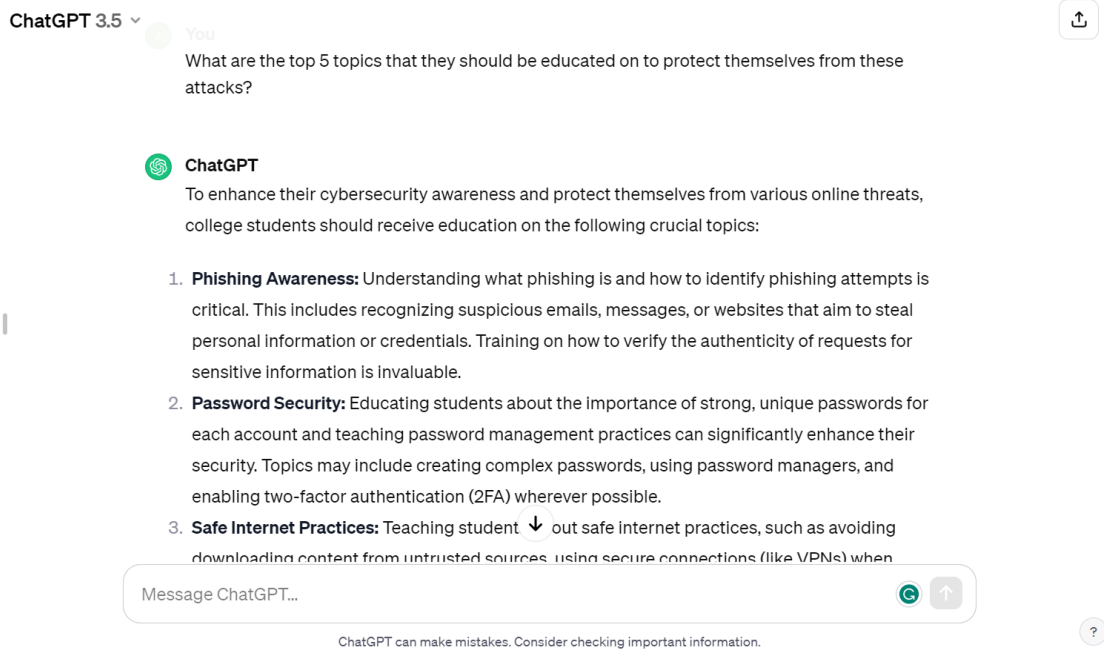 ChatGPT 3.5
You
What are the top 5 topics that they should be educated on to protect themselves from these
attacks?
ChatGPT
To enhance their cybersecurity awareness and protect themselves from various online threats,
college students should receive education on the following crucial topics:
1. Phishing Awareness: Understanding what phishing is and how to identify phishing attempts is
critical. This includes recognizing suspicious emails, messages, or websites that aim to steal
personal information or credentials. Training on how to verify the authenticity of requests for
sensitive information is invaluable.
2. Password Security: Educating students about the importance of strong, unique passwords for
each account and teaching password management practices can significantly enhance their
security. Topics may include creating complex passwords, using password managers, and
enabling two-factor authentication (2FA) wherever possible.
3. Safe Internet Practices: Teaching student out safe internet practices, such as avoiding
downloading content from untrusted sources, using secure connections (like VPNs) when
Message ChatGPT...
ChatGPT can make mistakes. Consider checking important information.
?